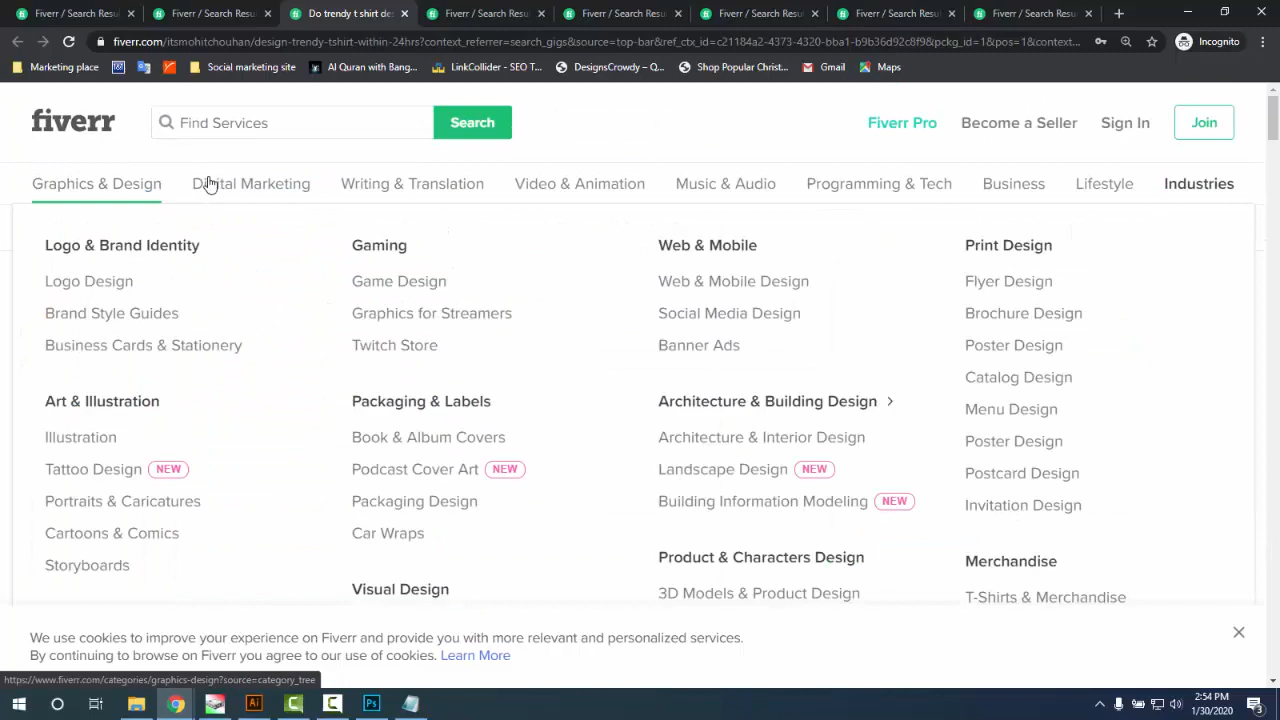 Fiverr / Search Resul
Fiverr / Search Resul
Do trendy t shirt des
Fiverr / Search Resul
Fiverr / Search Resul
Fiverr / Search Resul
Fiverr / Search Resul
Fiverr / Search Resul
fiverr.com/itsmohitchouhan/design-trendy-tshirt-within-24hrs?context_referrer=search_gigs&source=top-bar&ref_ctx_id=c21184a2-4373-4320-bba1-b9b36d92c8f9&pckg_id=1&pos=1&context...
Incognito
Marketing place
Social marketing site
Al Quran with Bang...
LinkCollider - SEO T...
DesignsCrowdy – Q...
Shop Popular Christ...
Gmail
Maps
fiverr
Find Services
Search
Fiverr Pro
Become a Seller
Sign In
Join
Graphics & Design
Digital Marketing
Writing & Translation
Video & Animation
Music & Audio
Programming & Tech
Business
Lifestyle
Industries
Logo & Brand Identity
Logo Design
Brand Style Guides
Business Cards & Stationery
Art & Illustration
Illustration
Tattoo Design NEW
Portraits & Caricatures
Cartoons & Comics
Storyboards
Gaming
Game Design
Graphics for Streamers
Twitch Store
Packaging & Labels
Book & Album Covers
Podcast Cover Art NEW
Packaging Design
Car Wraps
Visual Design
Web & Mobile
Web & Mobile Design
Social Media Design
Banner Ads
Architecture & Building Design >
Architecture & Interior Design
Landscape Design NEW
Building Information Modeling NEW
Product & Characters Design
3D Models & Product Design
Print Design
Flyer Design
Brochure Design
Poster Design
Catalog Design
Menu Design
Poster Design
Postcard Design
Invitation Design
Merchandise
T-Shirts & Merchandise
We use cookies to improve your experience on Fiverr and provide you with more relevant and personalized services.
By continuing to browse on Fiverr you agree to our use of cookies. Learn More
https://www.fiverr.com/categories/graphics-design?source=category_tree
2:54 PM
1/30/2020